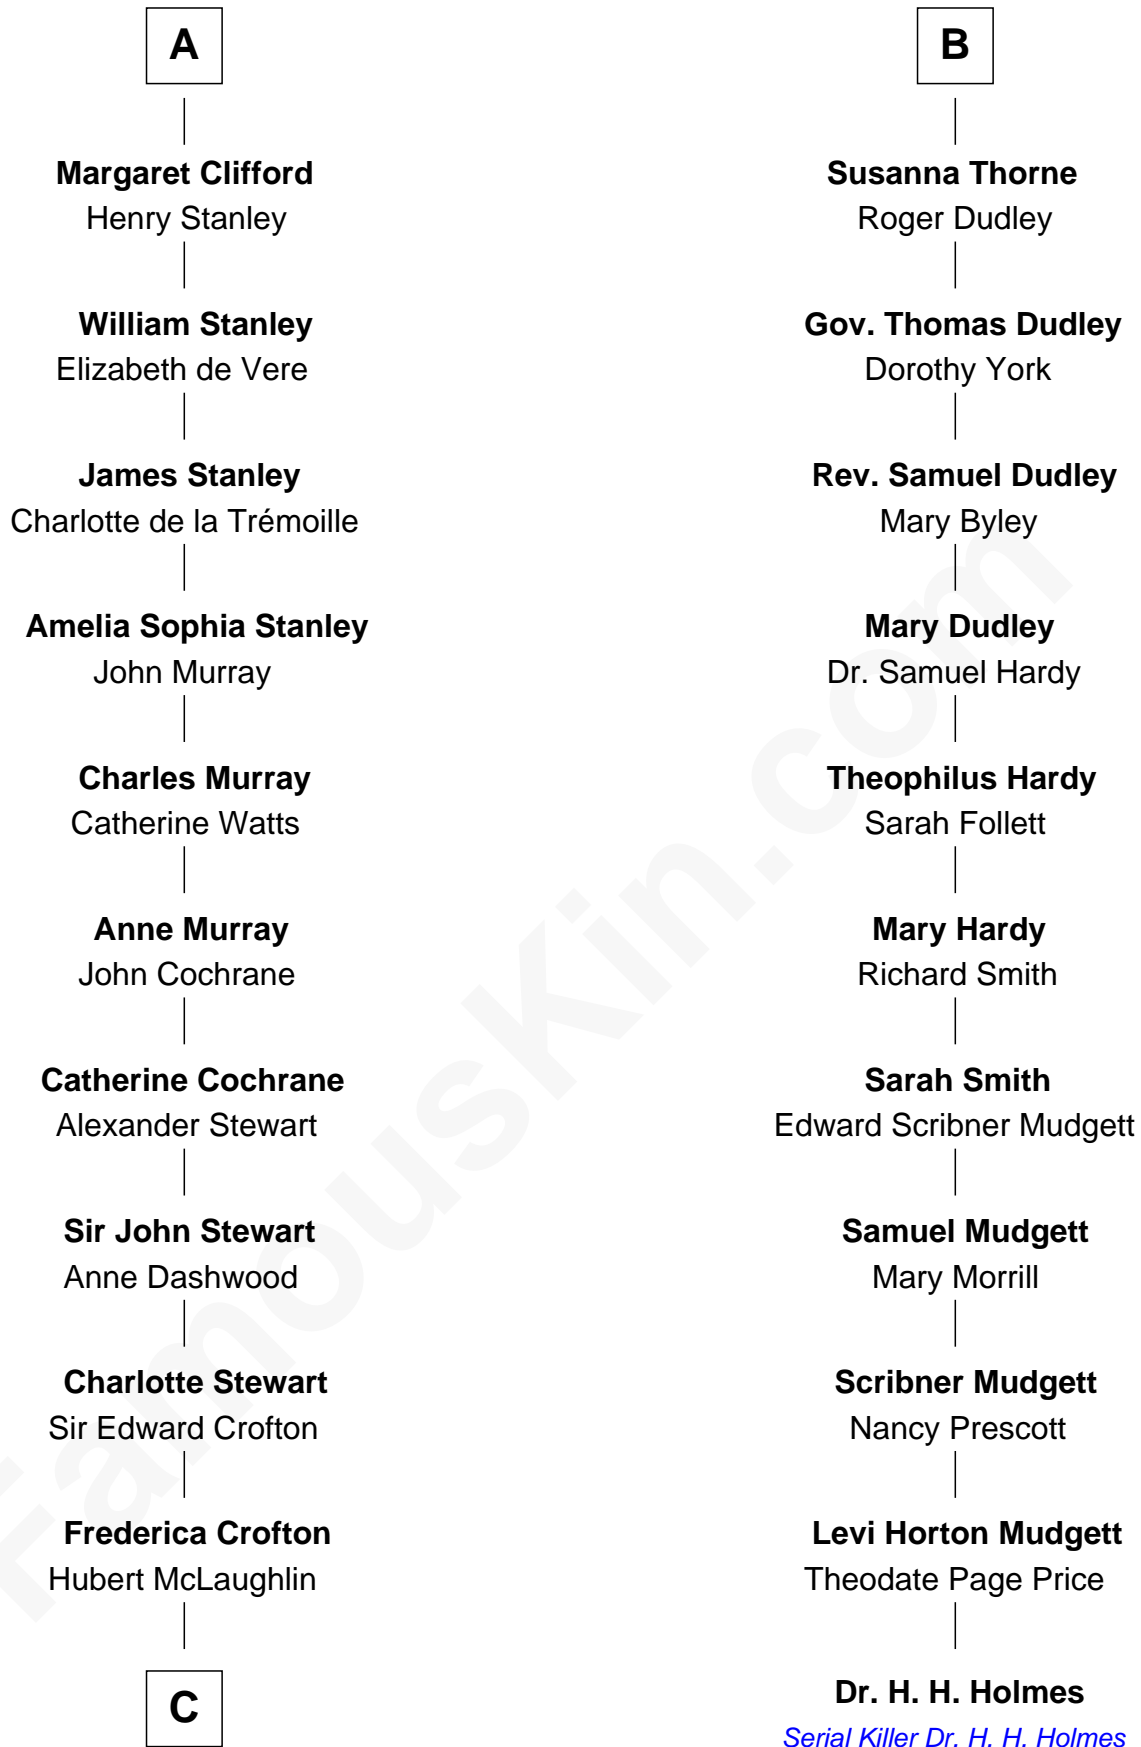 A
Margaret Clifford
Henry Stanley
William Stanley
Elizabeth de Vere
James Stanley
Charlotte de la Trémoille
Amelia Sophia Stanley
John Murray
Charles Murray
Catherine Watts
Anne Murray
John Cochrane
Catherine Cochrane
Alexander Stewart
Sir John Stewart
Anne Dashwood
Charlotte Stewart
Sir Edward Crofton
Frederica Crofton
Hubert McLaughlin
C
B
Susanna Thorne
Roger Dudley
Gov. Thomas Dudley
Dorothy York
Rev. Samuel Dudley
Mary Byley
Mary Dudley
Dr. Samuel Hardy
Theophilus Hardy
Sarah Follett
Mary Hardy
Richard Smith
Sarah Smith
Edward Scribner Mudgett
Samuel Mudgett
Mary Morrill
Scribner Mudgett
Nancy Prescott
Levi Horton Mudgett
Theodate Page Price
Dr. H. H. Holmes
Serial Killer Dr. H. H. Holmes
FamousKin.com